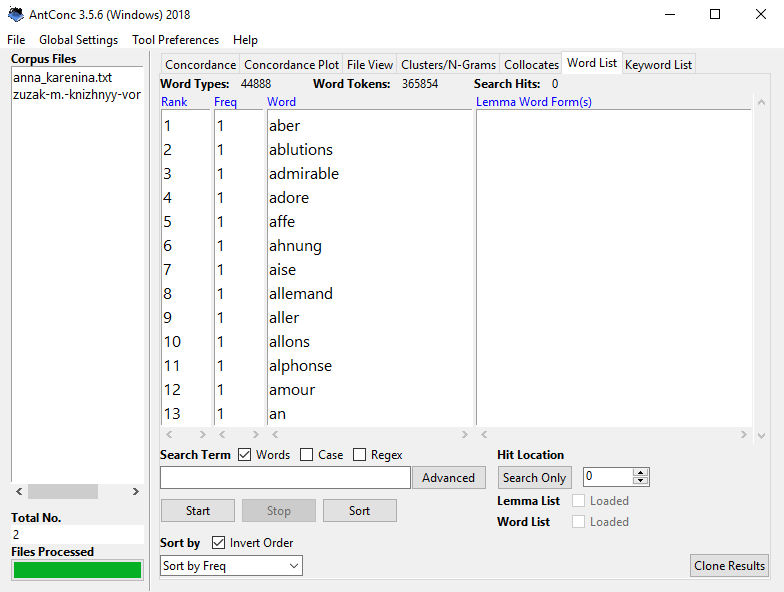 AntConc 3.5.6 (Windows) 2018
File Global Settings Tool Preferences Help
Corpus Files
anna_karenina.txt
zuzak-m.-knizhnyy-vor
Total No.
2
Files Processed
Concordance Concordance Plot File View Clusters/N-Grams Collocates Word List Keyword List
Word Types: 44888 Word Tokens: 365854 Search Hits: 0
Rank Freq Word Lemma Word Form(s)
1 1 aber
2 1 ablutions
3 1 admirable
4 1 adore
5 1 affe
6 1 ahnung
7 1 aise
8 1 allemand
9 1 aller
10 1 allons
11 1 alphonse
12 1 amour
13 1 an
Search Term Words Case Regex Hit Location
Advanced Search Only 0
Start Stop Sort Lemma List Loaded
Word List Loaded
Sort by Invert Order
Sort by Freq Clone Results